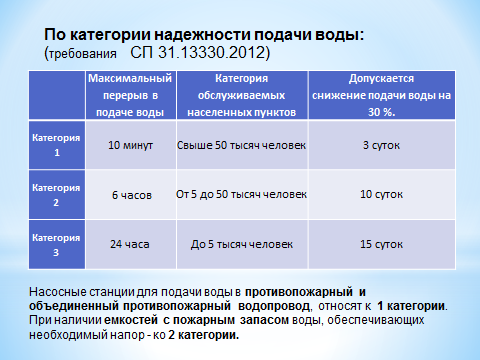 По категории надежности подачи воды:
(требования СП 31.13330.2012)
Максимальный перерыв в подаче воды
Категория обслуживаемых населенных пунктов
Допускается снижение подачи воды на 30 %.
Категория 1
10 минут
Свыше 50 тысяч человек
3 суток
Категория 2
6 часов
От 5 до 50 тысяч человек
10 суток
Категория 3
24 часа
До 5 тысяч человек
15 суток
Насосные станции для подачи воды в противопожарный и
объединенный противопожарный водопровод, относят к 1 категории.
При наличии емкостей с пожарным запасом воды, обеспечивающих
необходимый напор - ко 2 категории.